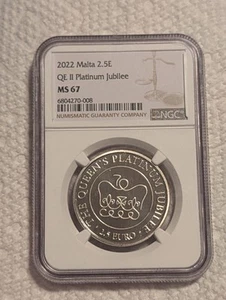 2022 Malta 2.5E
QE II Platinum Jubilee
MS 67
6804270-008
NUMISMATIC GUARANTY COMPANY
NGC
70
THE QUEEN'S PLATINUM JUBILEE
2.5 EURO